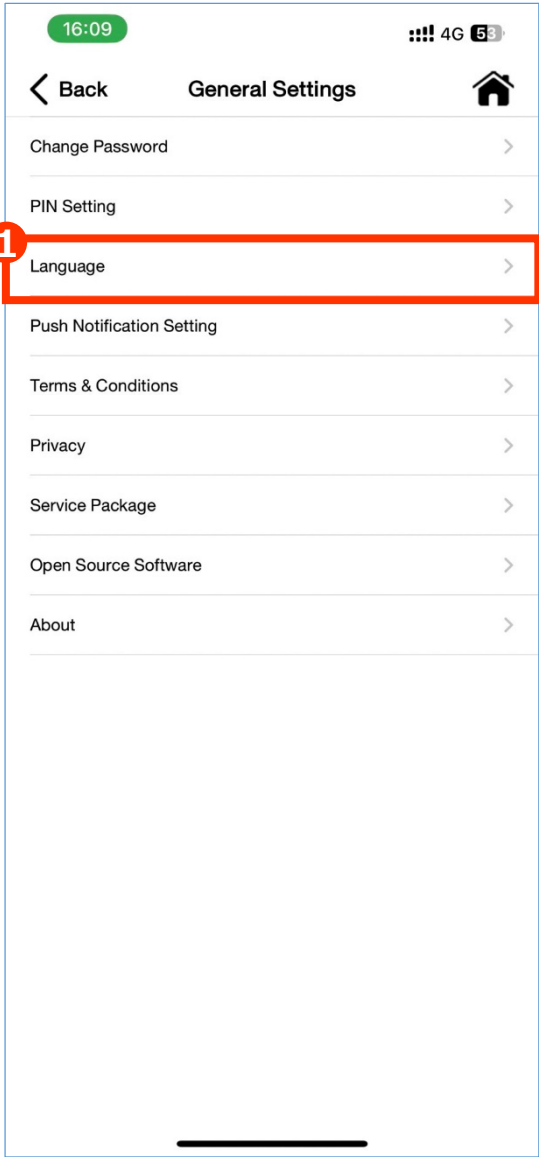 16:09 4G 53
Back General Settings
Change Password
PIN Setting
1
Language
Push Notification Setting
Terms & Conditions
Privacy
Service Package
Open Source Software
About